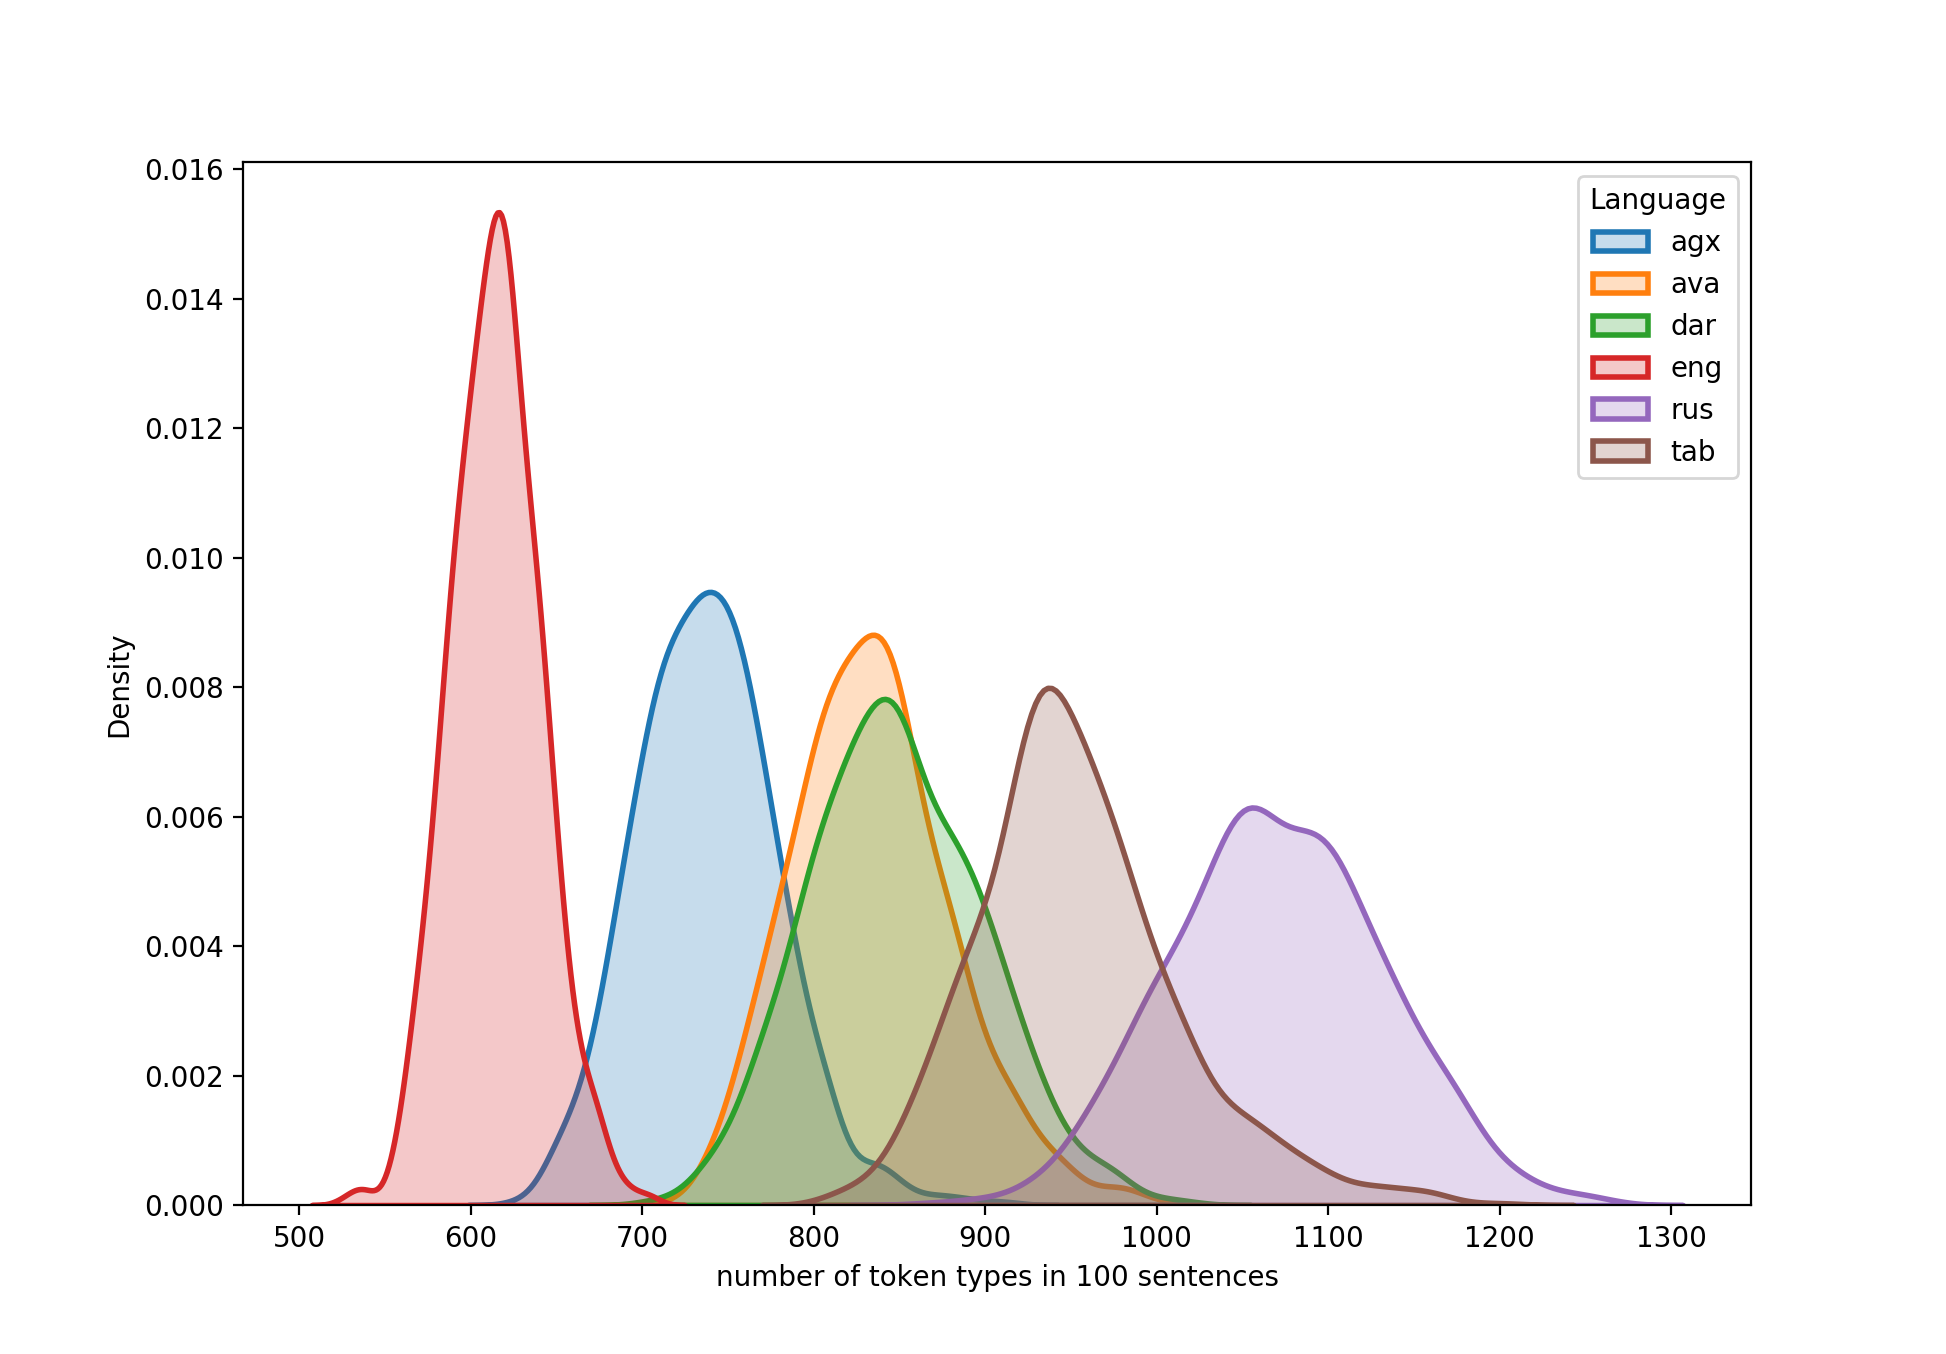 0.016
0.014
0.012
0.010
0.008
0.006
0.004
0.002
0.000
Density
Language
agx
ava
dar
eng
rus
tab
500 600 700 800 900 1000 1100 1200 1300
number of token types in 100 sentences